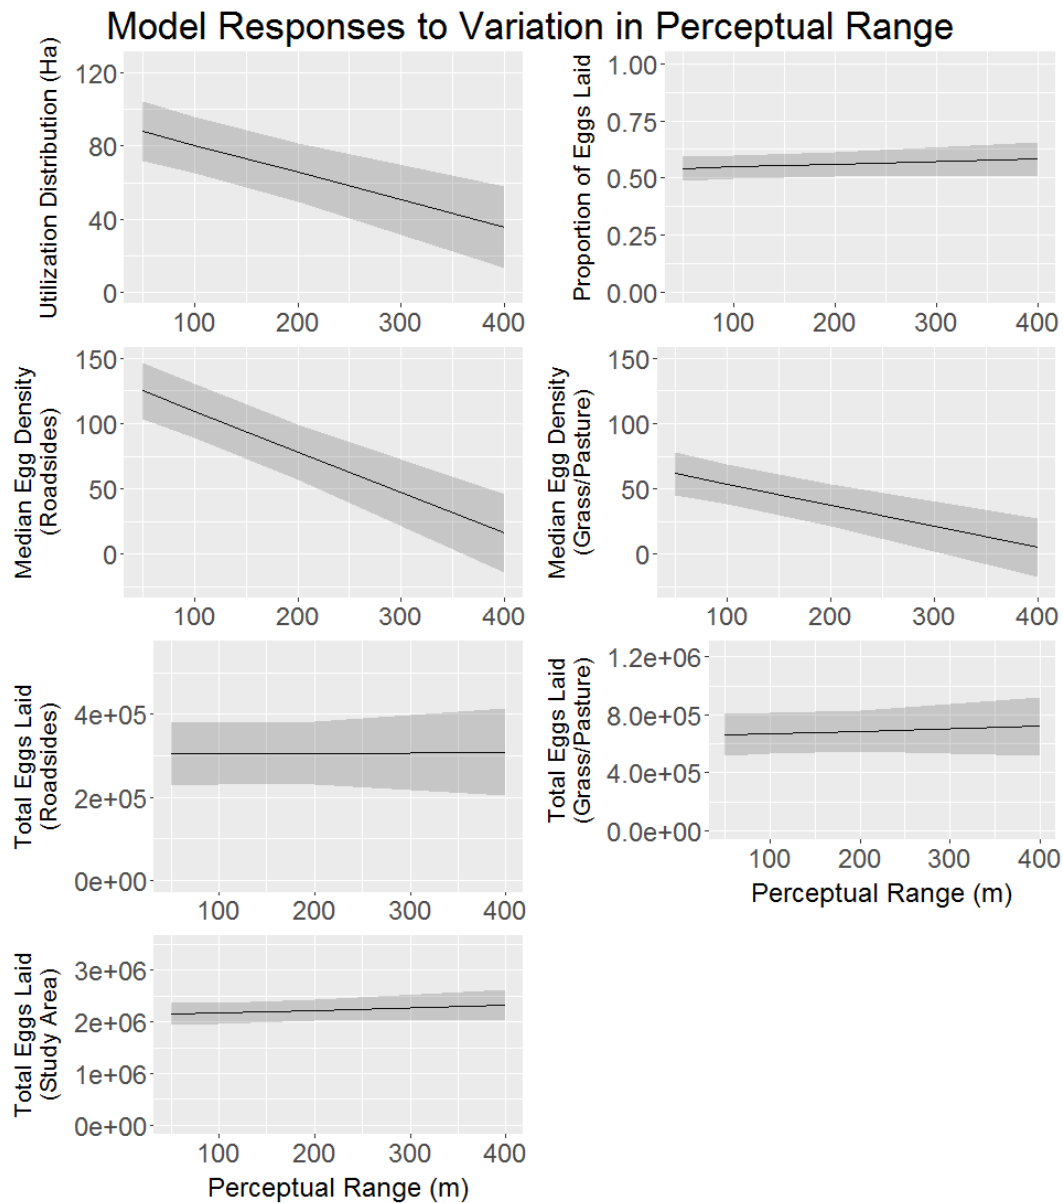 Model Responses to Variation in Perceptual Range
Utilization Distribution (Ha)
120
80
40
0
100 200 300 400
Proportion of Eggs Laid
1.00
0.75
0.50
0.25
0.00
100 200 300 400
Median Egg Density
(Roadsides)
150
100
50
0
100 200 300 400
Median Egg Density
(Grass/Pasture)
150
100
50
0
100 200 300 400
Total Eggs Laid
(Roadsides)
4e+05
2e+05
0e+00
100 200 300 400
Total Eggs Laid
(Grass/Pasture)
1.2e+06
8.0e+05
4.0e+05
0.0e+00
100 200 300 400
Perceptual Range (m)
Total Eggs Laid
(Study Area)
3e+06
2e+06
1e+06
0e+00
100 200 300 400
Perceptual Range (m)